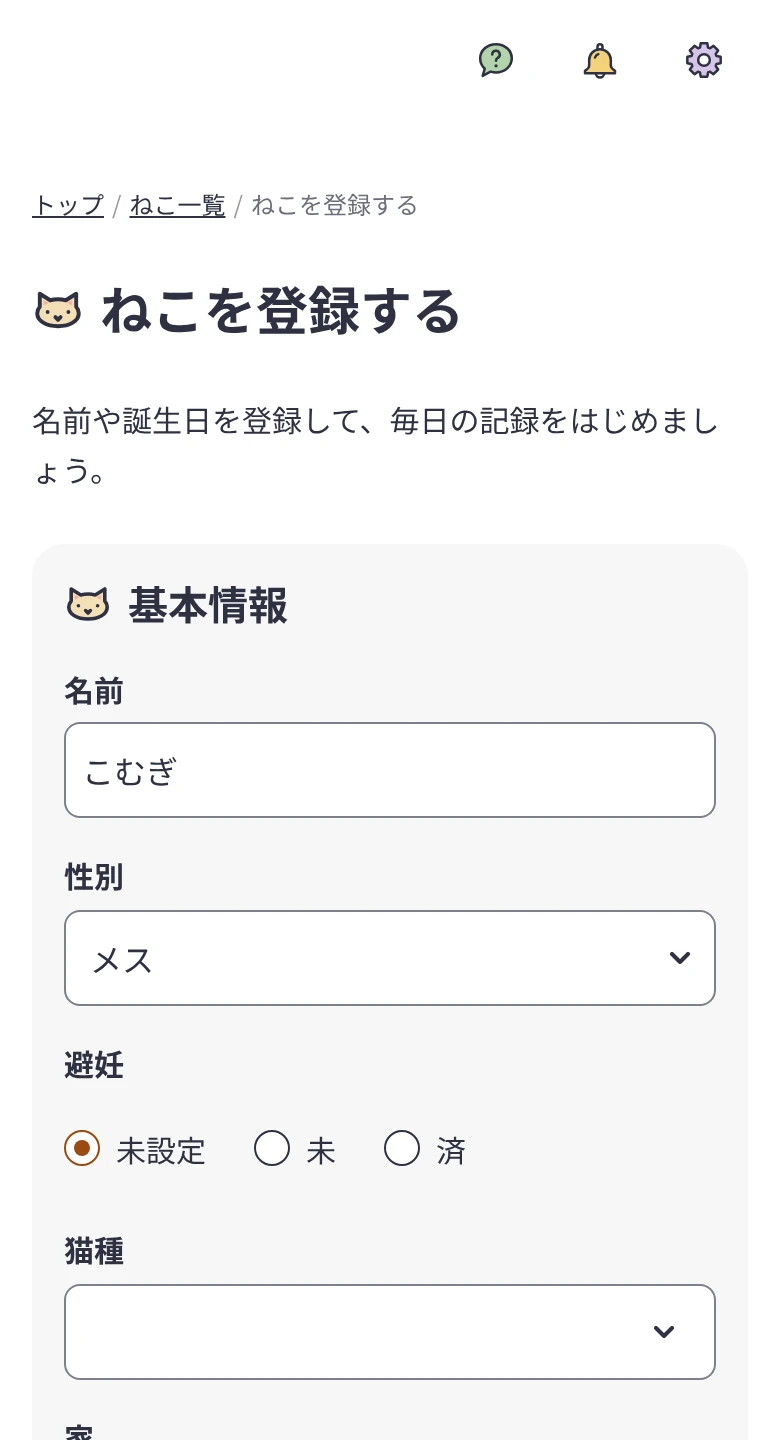 トップ / ねこ一覧 / ねこを登録する
ねこを登録する
名前や誕生日を登録して、毎日の記録をはじめまし
ょう。
基本情報
名前
こむぎ
性別
メス
避妊
未設定 未 済
猫種